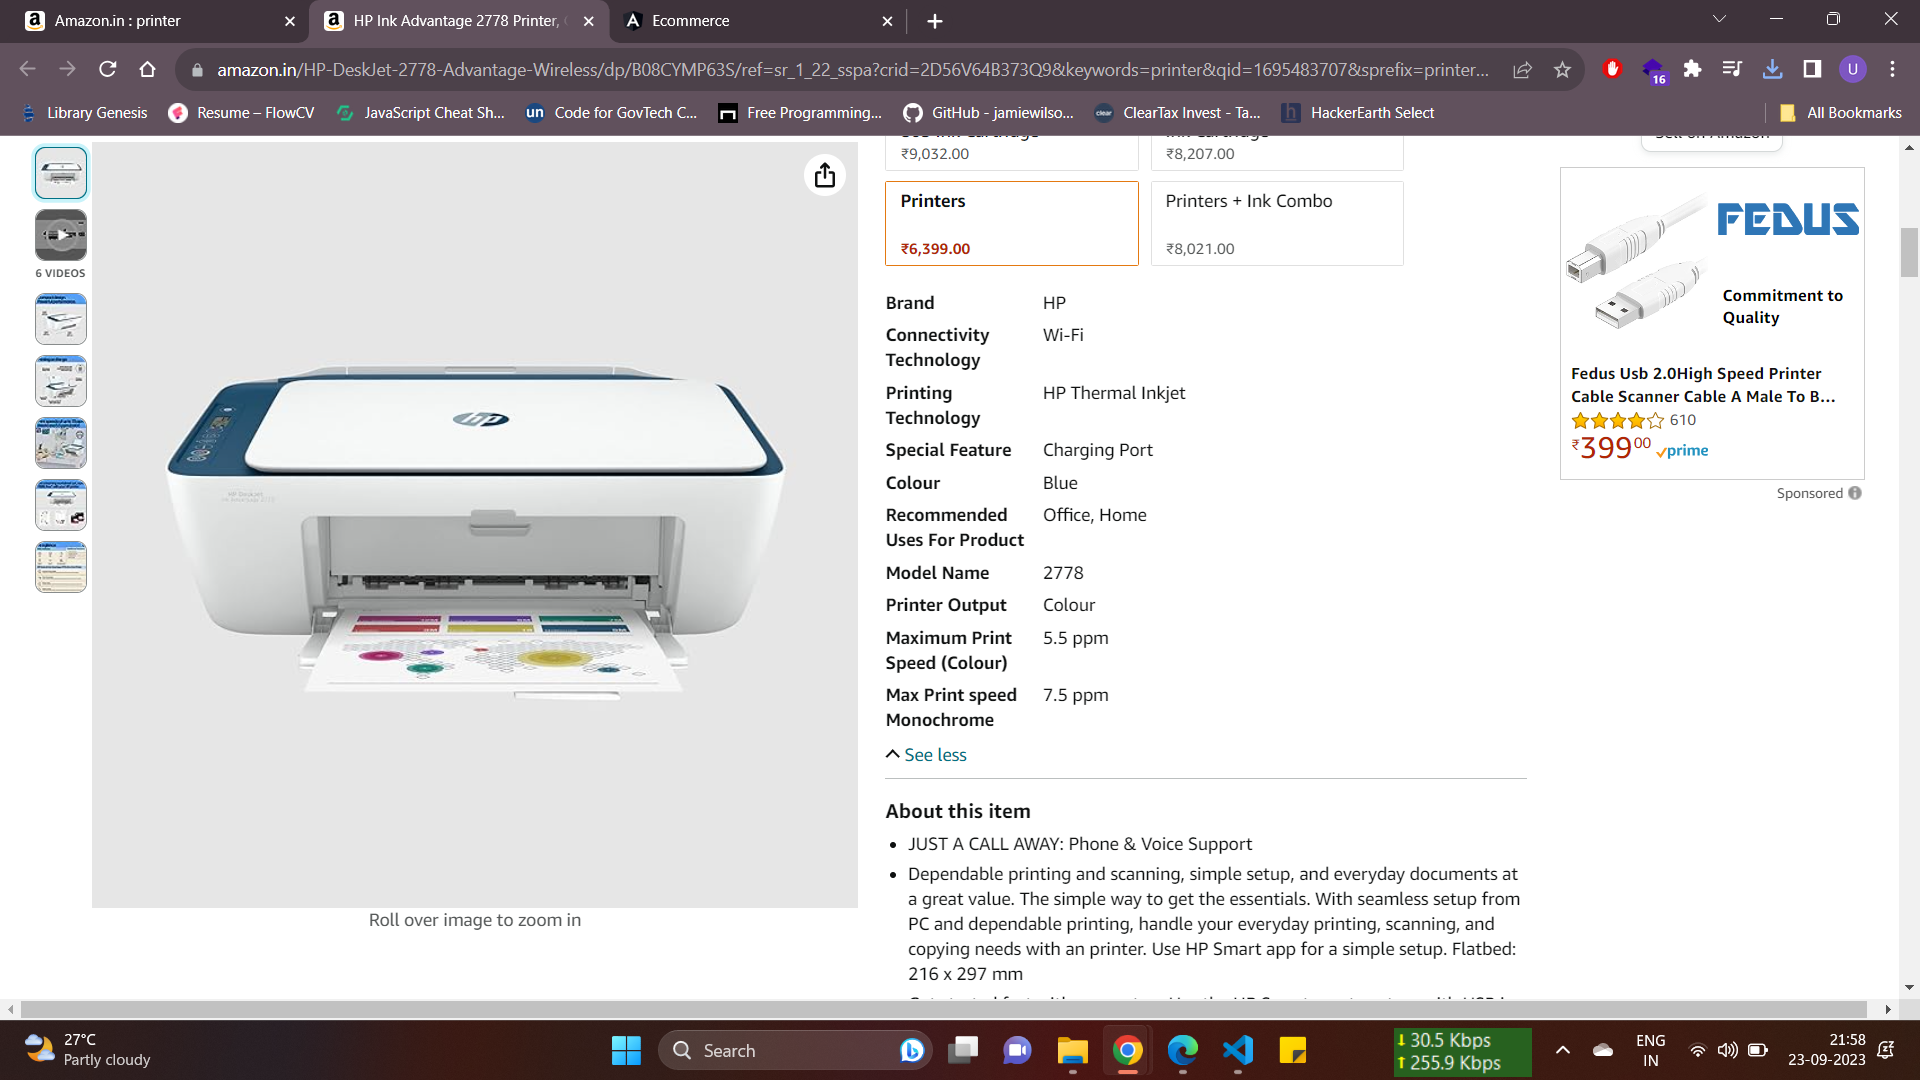 Amazon.in : printer
HP Ink Advantage 2778 Printer,
Ecommerce
amazon.in/HP-DeskJet-2778-Advantage-Wireless/dp/B08CYMP63S/ref=sr_1_22_sspa?crid=2D56V64B373Q9&keywords=printer&qid=1695483707&sprefix=printer...
16
U
Library Genesis
Resume – FlowCV
JavaScript Cheat Sh...
un Code for GovTech C...
Free Programming...
GitHub - jamiewilso...
clear ClearTax Invest - Ta...
h HackerEarth Select
All Bookmarks
₹9,032.00
₹8,207.00
Printers
₹6,399.00
Printers + Ink Combo
₹8,021.00
6 VIDEOS
hp
Brand HP
Connectivity Technology Wi-Fi
Printing Technology HP Thermal Inkjet
Special Feature Charging Port
Colour Blue
Recommended Uses For Product Office, Home
Model Name 2778
Printer Output Colour
Maximum Print Speed (Colour) 5.5 ppm
Max Print speed Monochrome 7.5 ppm
See less
About this item
JUST A CALL AWAY: Phone & Voice Support
Dependable printing and scanning, simple setup, and everyday documents at
a great value. The simple way to get the essentials. With seamless setup from
PC and dependable printing, handle your everyday printing, scanning, and
copying needs with an printer. Use HP Smart app for a simple setup. Flatbed:
216 x 297 mm
Roll over image to zoom in
Sell on Amazon
FEDUS
Commitment to
Quality
Fedus Usb 2.0High Speed Printer
Cable Scanner Cable A Male To B...
610
₹39900 prime
Sponsored
27°C
Partly cloudy
Search
30.5 Kbps
255.9 Kbps
ENG
IN
21:58
23-09-2023